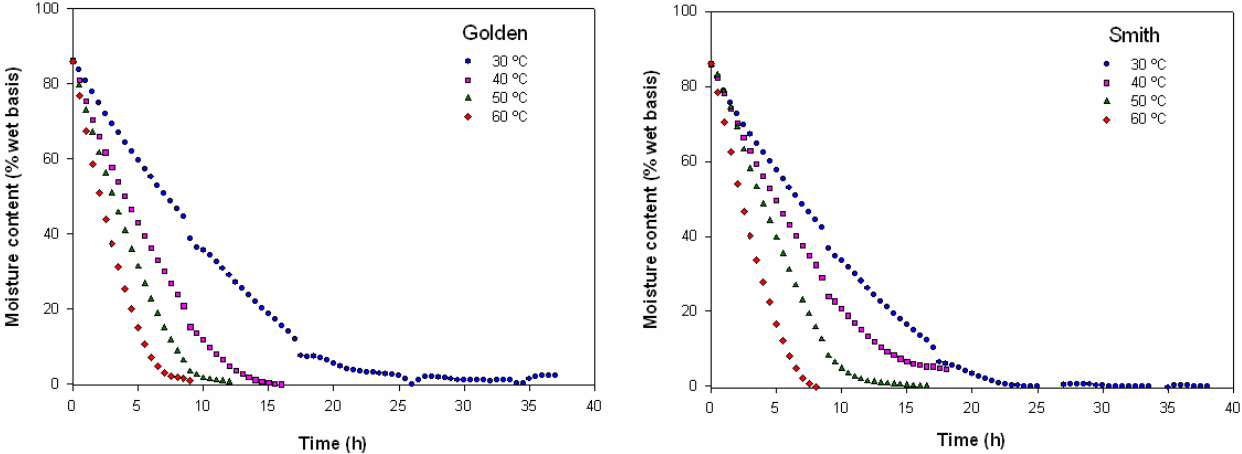 Golden
30 ºC
40 ºC
50 ºC
60 ºC
Moisture content (% wet basis)
100
80
60
40
20
0
0 5 10 15 20 25 30 35 40
Time (h)
Smith
30 ºC
40 ºC
50 ºC
60 ºC
Moisture content (% wet basis)
100
80
60
40
20
0
0 5 10 15 20 25 30 35 40
Time (h)